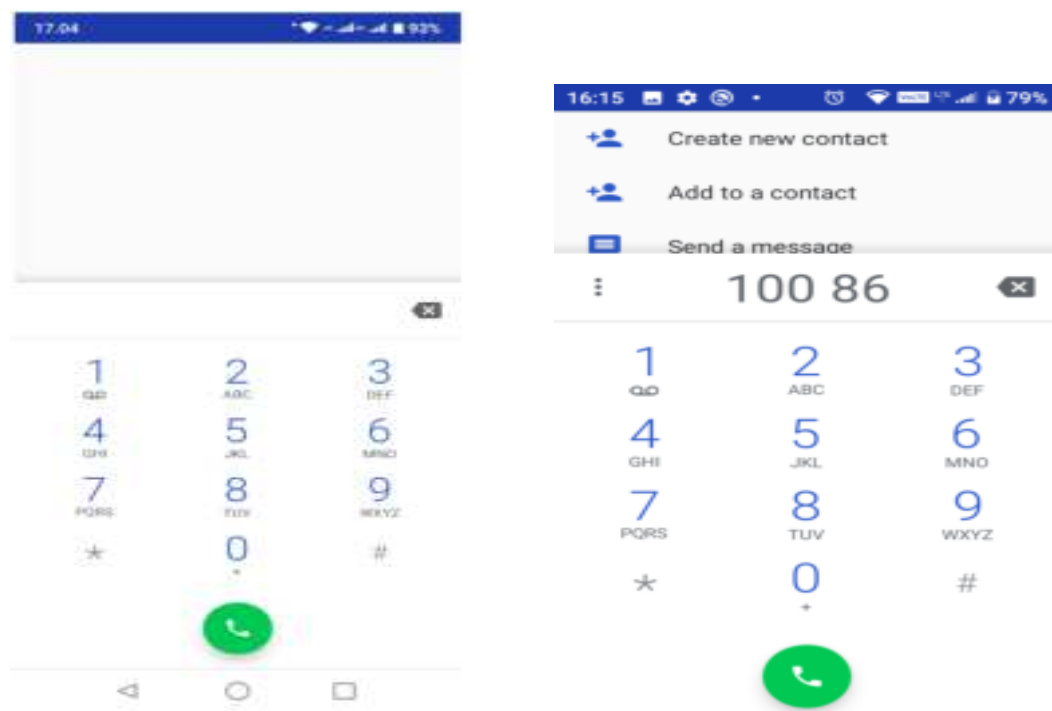 17.04 93%
1 2 3
ABC DEF
4 5 6
GHI JKL MNO
7 8 9
PQRS TUV WXYZ
* 0 #
+
16:15 79%
Create new contact
Add to a contact
Send a message
100 86
1 2 3
ABC DEF
4 5 6
GHI JKL MNO
7 8 9
PQRS TUV WXYZ
* 0 #
+